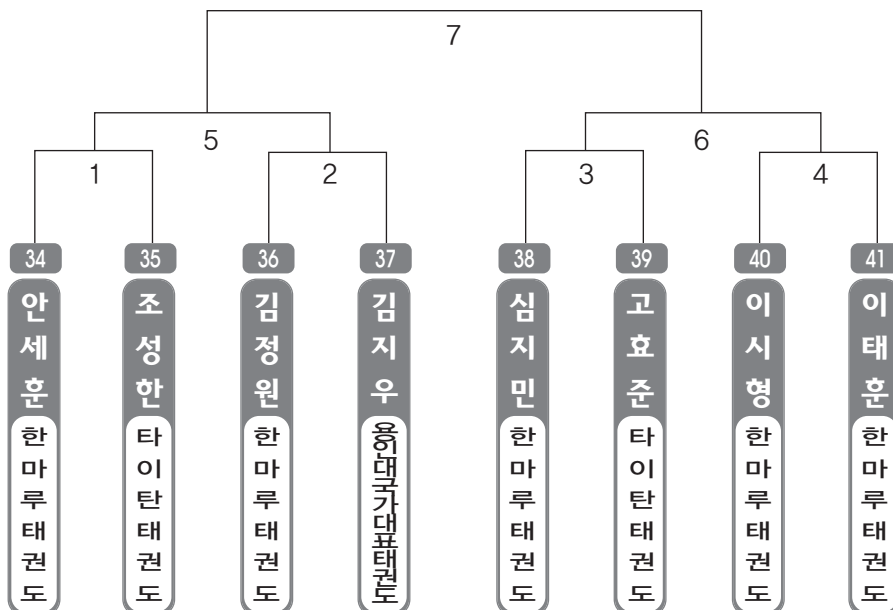 7
5
6
1
2
3
4
34
35
36
37
38
39
40
41
안세훈
조성한
김정원
김지우
심지민
고효준
이시형
이태훈
한마루태권도
타이탄태권도
한마루태권도
용인대국가대표태권도
한마루태권도
타이탄태권도
한마루태권도
한마루태권도